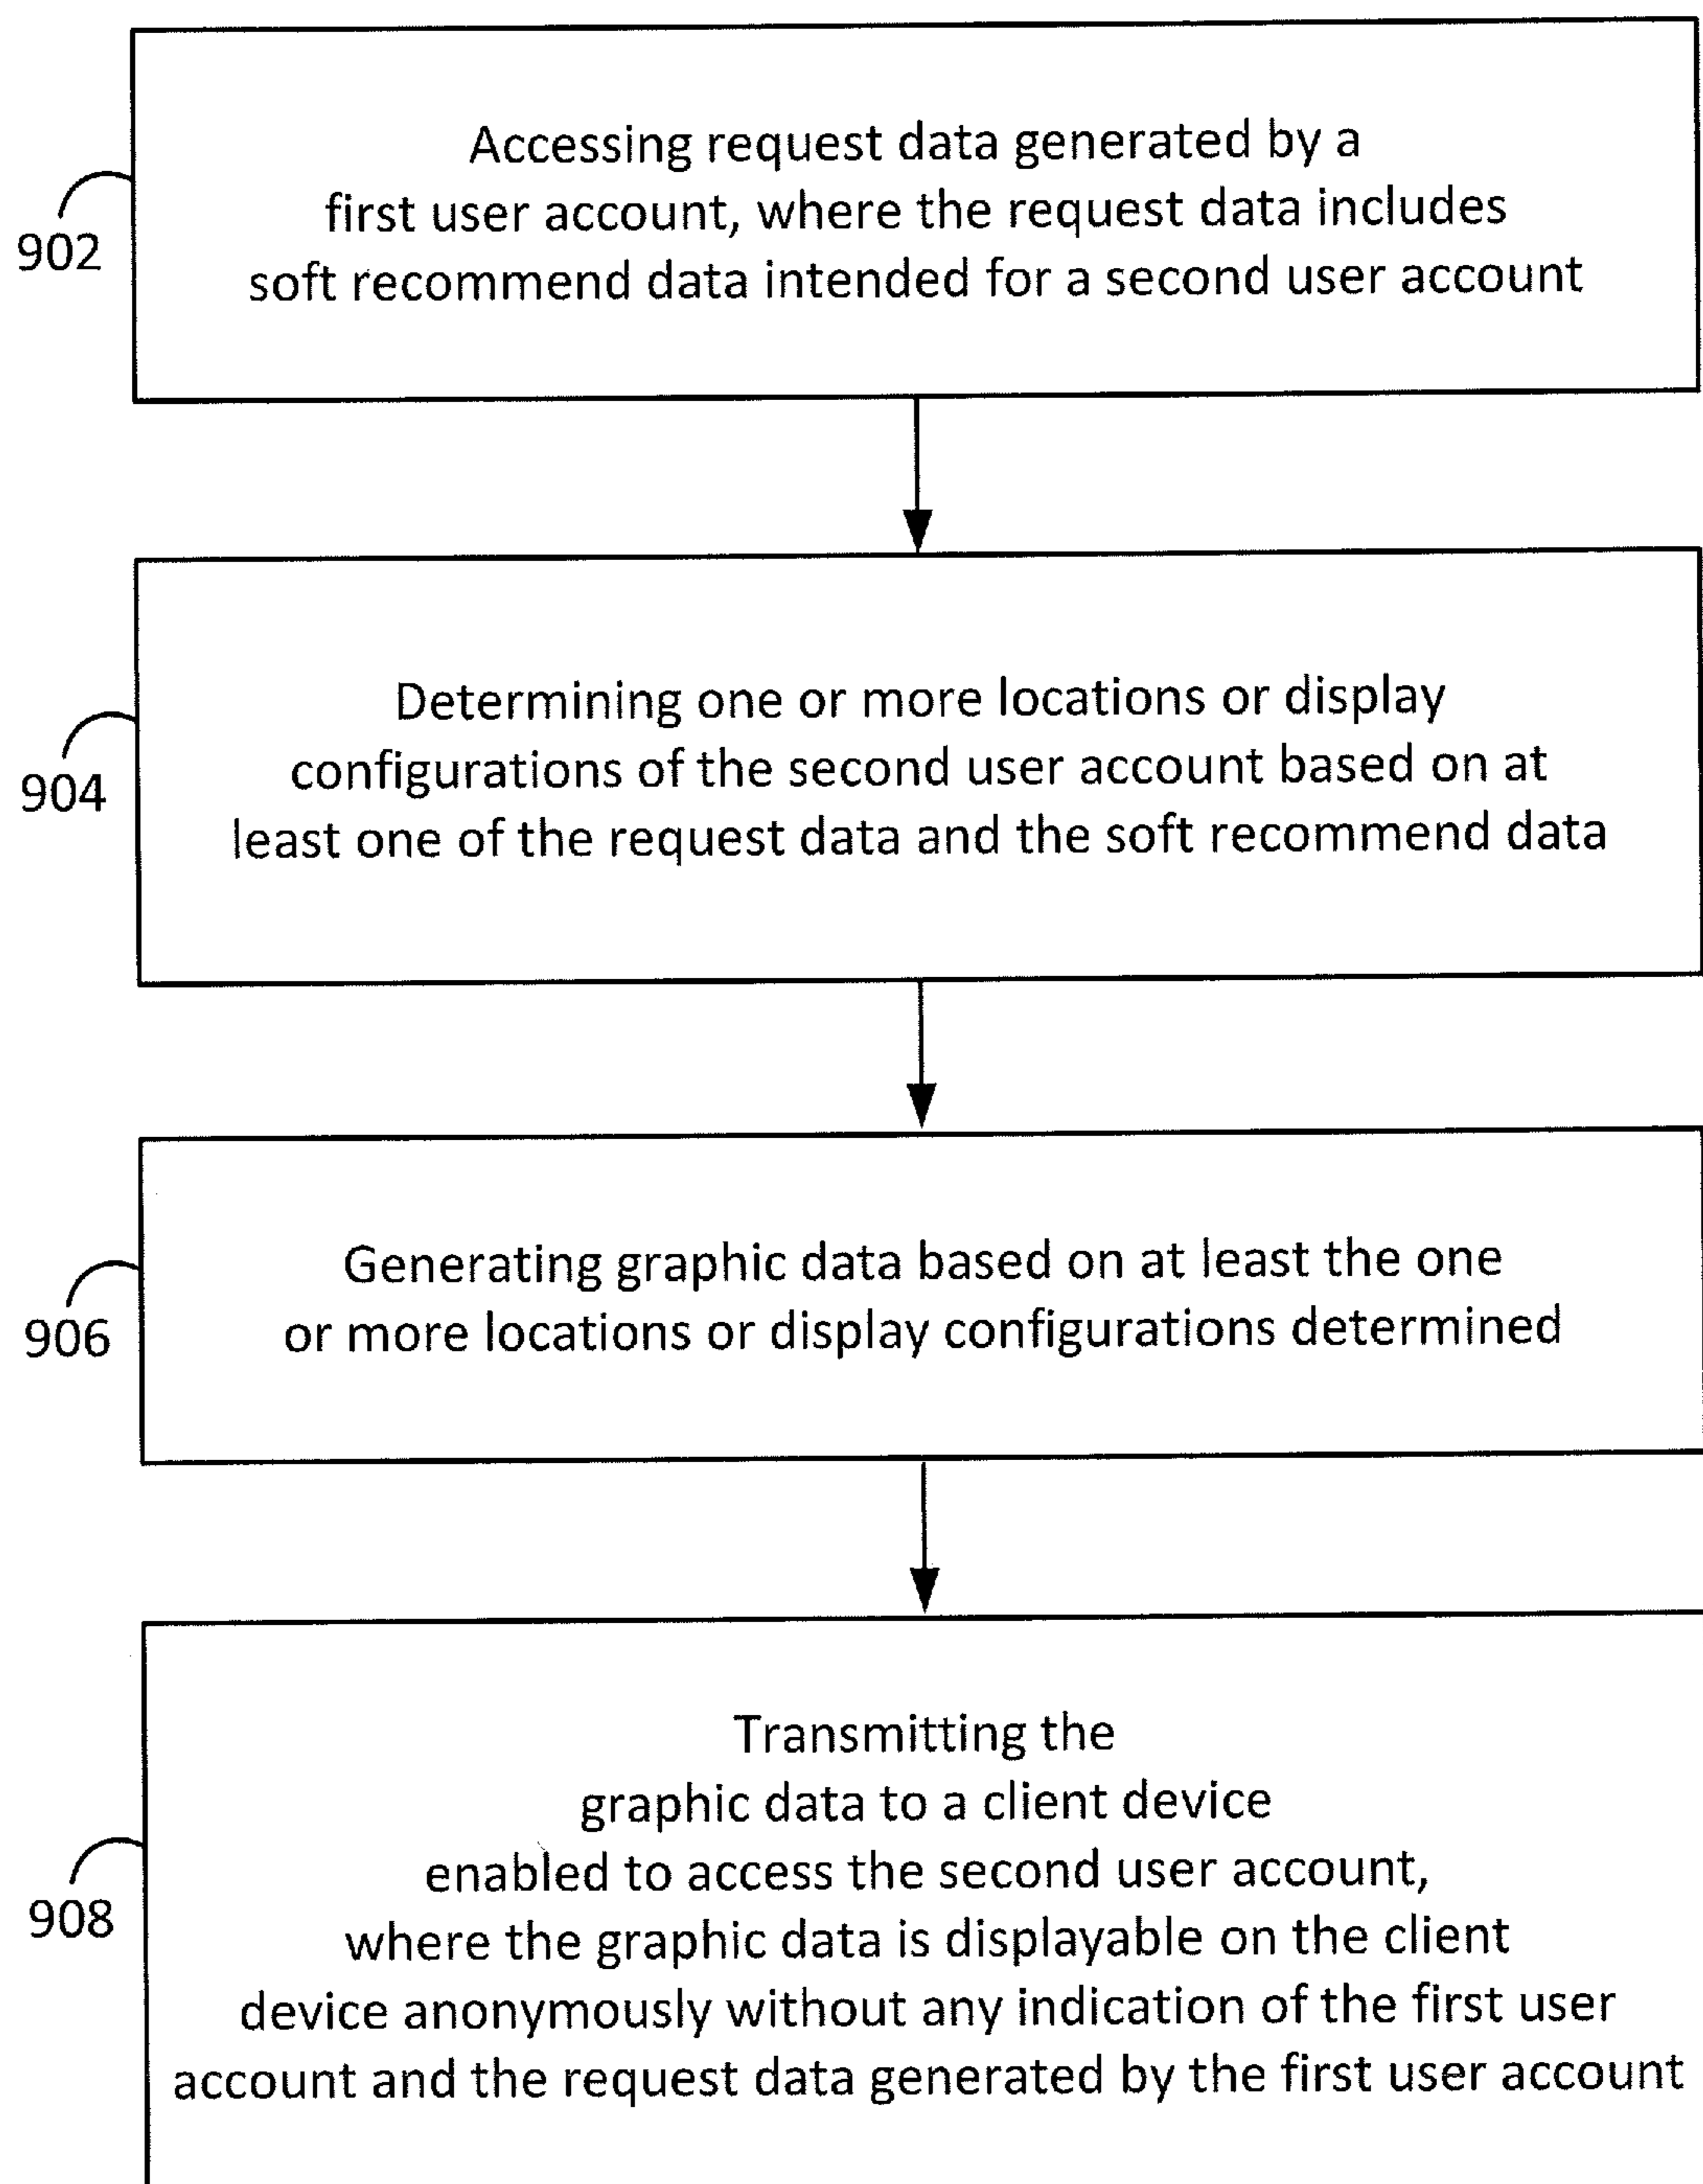 Accessing request data generated by a
first user account, where the request data includes
soft recommend data intended for a second user account
902
Determining one or more locations or display
configurations of the second user account based on at
least one of the request data and the soft recommend data
904
Generating graphic data based on at least the one
or more locations or display configurations determined
906
Transmitting the
graphic data to a client device
enabled to access the second user account,
where the graphic data is displayable on the client
device anonymously without any indication of the first user
account and the request data generated by the first user account
908